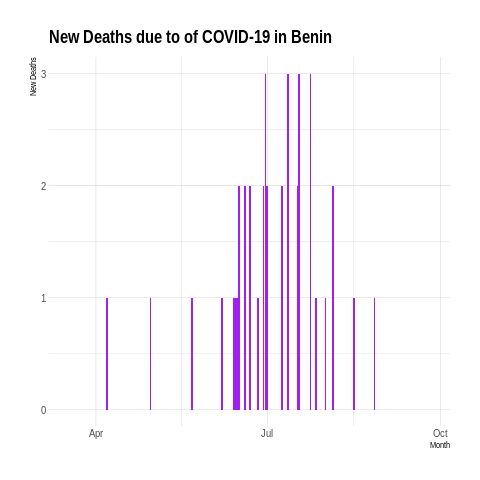 New Deaths due to of COVID-19 in Benin
New Deaths
3
2
1
0
Apr Jul Oct
Month